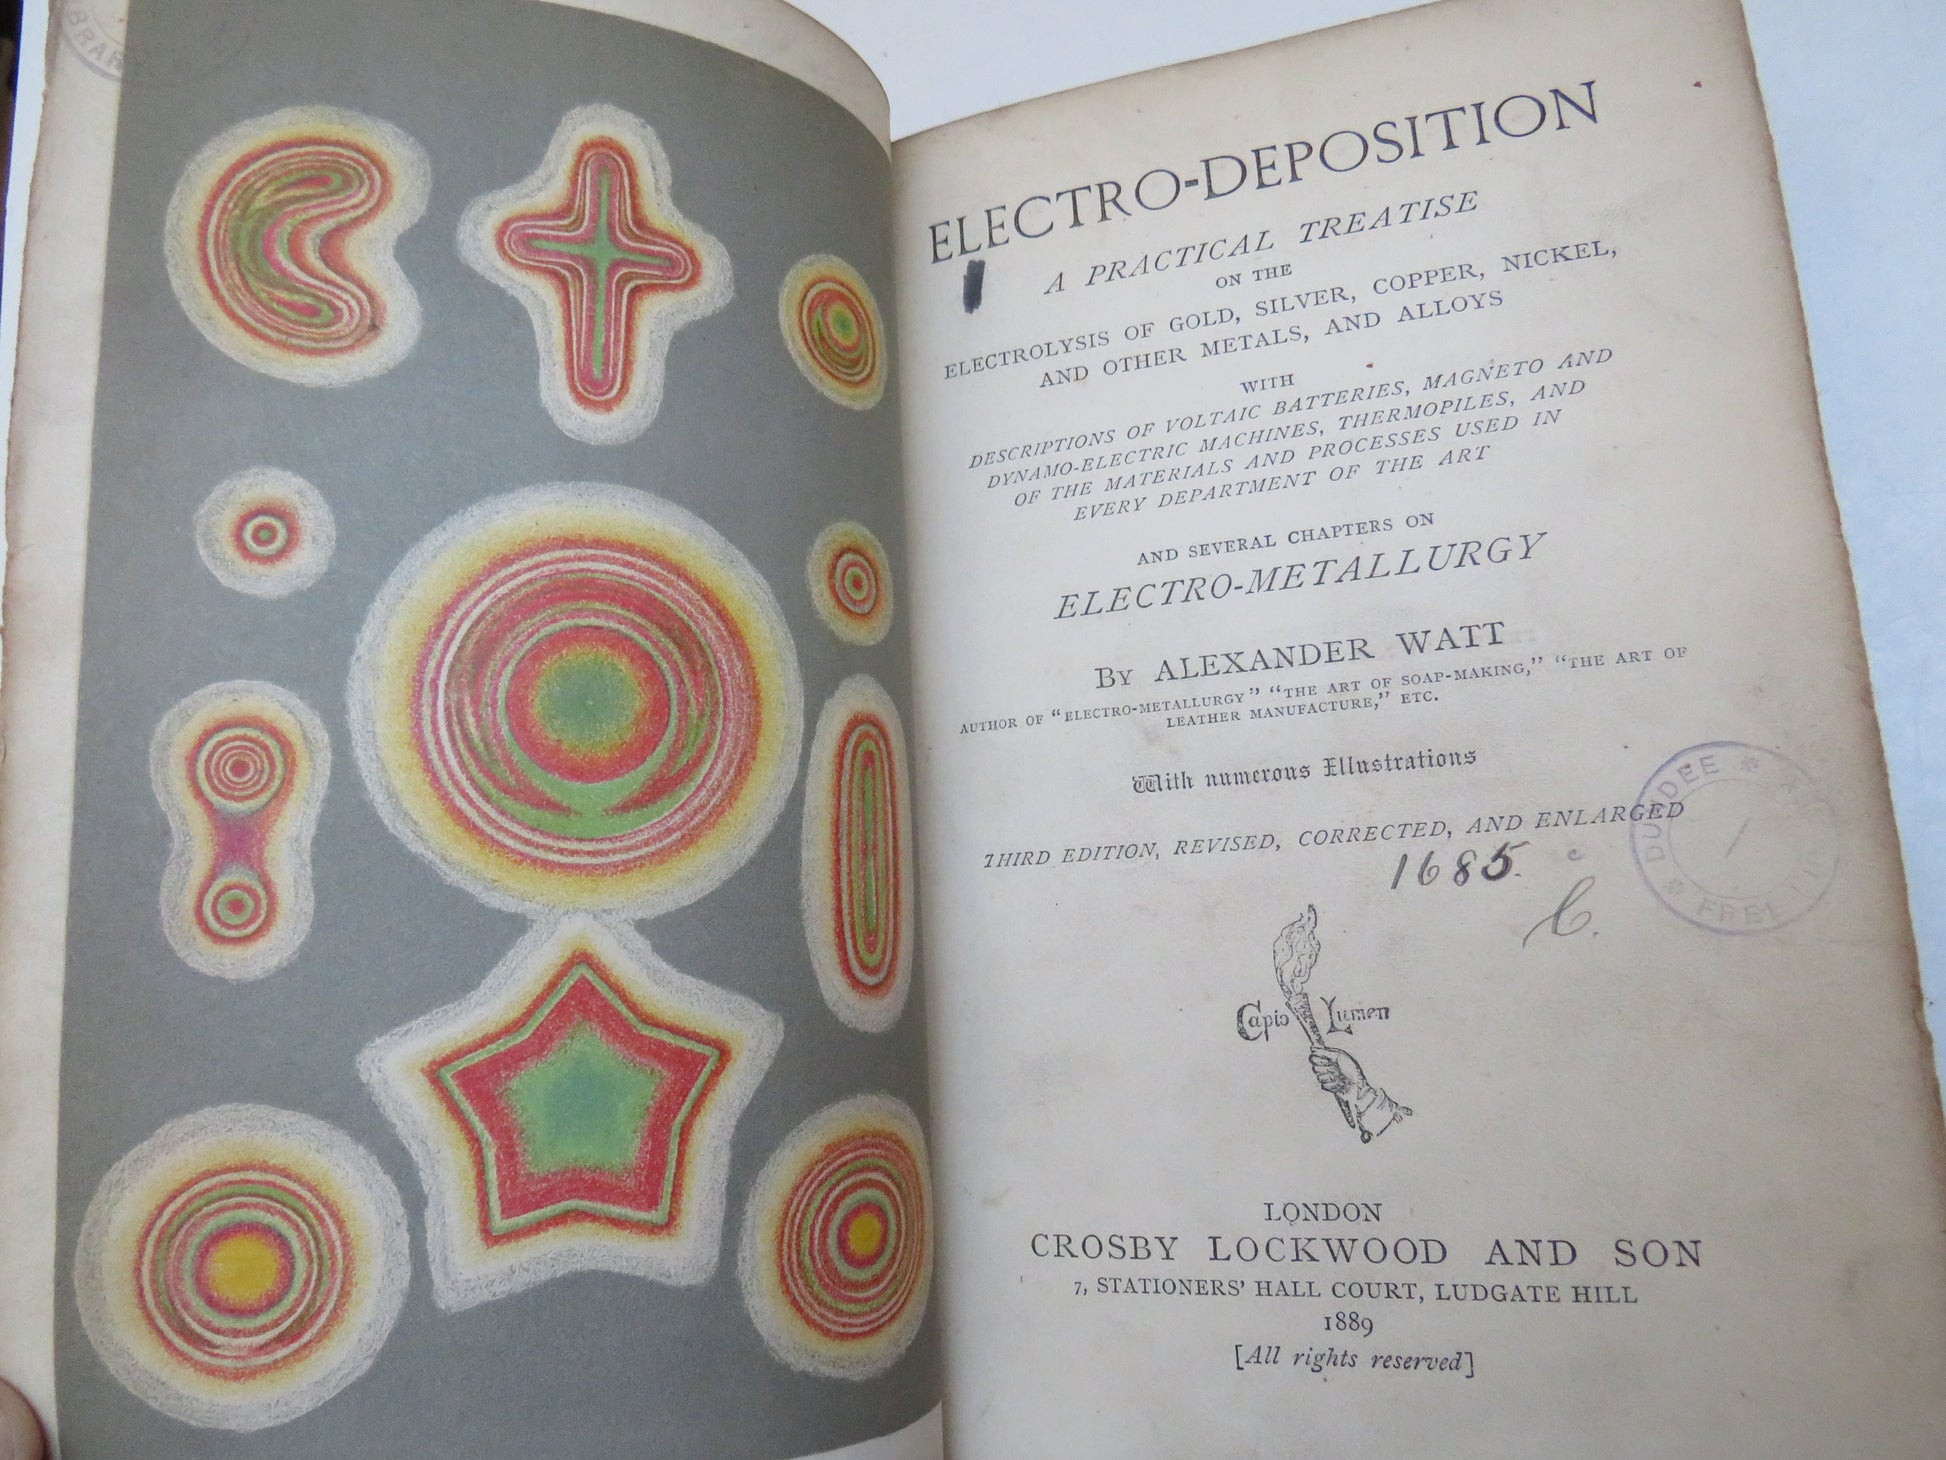 BRAR
ELECTRO-DEPOSITION
A PRACTICAL TREATISE
ON THE
ELECTROLYSIS OF GOLD, SILVER, COPPER, NICKEL,
AND OTHER METALS, AND ALLOYS
WITH
DESCRIPTIONS OF VOLTAIC BATTERIES, MAGNETO AND
DYNAMO-ELECTRIC MACHINES, THERMOPILES, AND
OF THE MATERIALS AND PROCESSES USED IN
EVERY DEPARTMENT OF THE ART
AND SEVERAL CHAPTERS ON
ELECTRO-METALLURGY
BY ALEXANDER WATT
AUTHOR OF "ELECTRO-METALLURGY" "THE ART OF SOAP-MAKING," "THE ART OF
LEATHER MANUFACTURE," ETC.
With numerous Illustrations
THIRD EDITION, REVISED, CORRECTED, AND ENLARGED
1685.
DUNDEE
FREE
Capio Lumen
LONDON
CROSBY LOCKWOOD AND SON
7, STATIONERS' HALL COURT, LUDGATE HILL
1889
[All rights reserved]